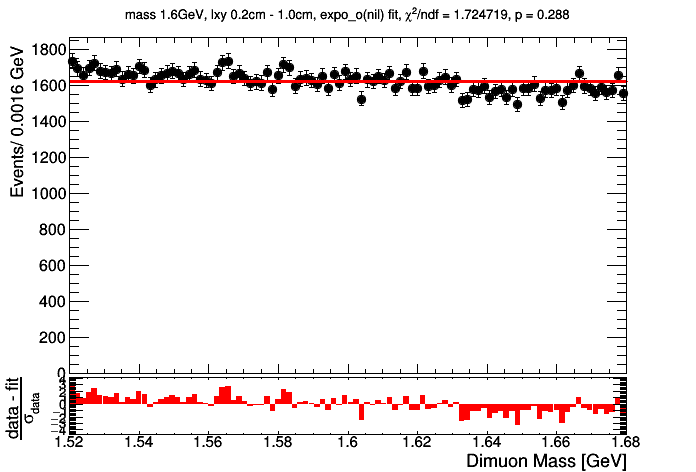 mass 1.6GeV, lxy 0.2cm - 1.0cm, expo_o(nil) fit, χ²/ndf = 1.724719, p = 0.288
Events/ 0.0016 GeV
1800
1600
1400
1200
1000
800
600
400
200
0
data - fit
σdata
4
0
1.52 1.54 1.56 1.58 1.6 1.62 1.64 1.66 1.68
Dimuon Mass [GeV]